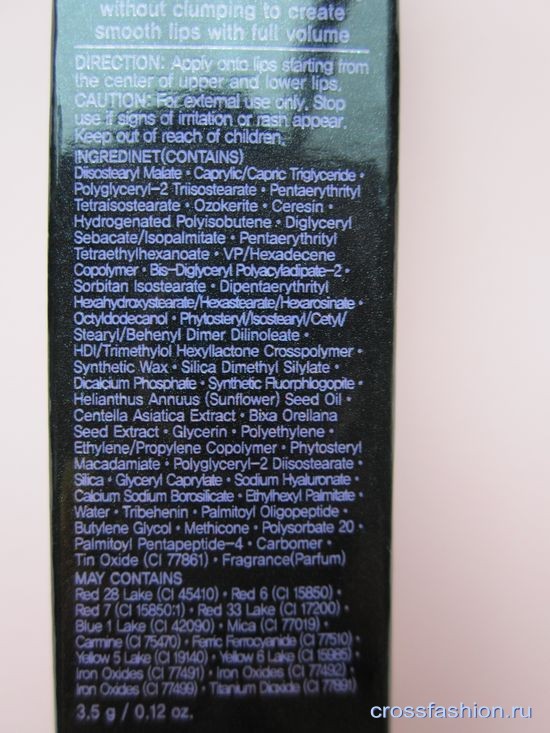 without clumping to create
smooth lips with full volume
DIRECTION: Apply onto lips starting from
the center of upper and lower lips.
CAUTION: For external use only. Stop
use if signs of irritation or rash appear.
Keep out of reach of children.
INGREDINET(CONTAINS)
Diisostearyl Malate • Caprylic/Capric Triglyceride •
Polyglyceryl-2 Triisostearate • Pentaerythrityl
Tetraisostearate • Ozokerite • Ceresin •
Hydrogenated Polyisobutene • Diglyceryl
Sebacate/Isopalmitate • Pentaerythrityl
Tetraethylhexanoate • VP/Hexadecene
Copolymer • Bis-Diglyceryl Polyacyladipate-2 •
Sorbitan Isostearate • Dipentaerythrityl
Hexahydroxystearate/Hexastearate/Hexarosinate •
Octyldodecanol • Phytosteryl/Isostearyl/Cetyl/
Stearyl/Behenyl Dimer Dilinoleate •
HDI/Trimethylol Hexyllactone Crosspolymer •
Synthetic Wax • Silica Dimethyl Silylate •
Dicalcium Phosphate • Synthetic Fluorphlogopite •
Helianthus Annuus (Sunflower) Seed Oil •
Centella Asiatica Extract • Bixa Orellana
Seed Extract • Glycerin • Polyethylene •
Ethylene/Propylene Copolymer • Phytosteryl
Macadamiate • Polyglyceryl-2 Diisostearate •
Silica • Glyceryl Caprylate • Sodium Hyaluronate •
Calcium Sodium Borosilicate • Ethylhexyl Palmitate •
Water • Tribehenin • Palmitoyl Oligopeptide •
Butylene Glycol • Methicone • Polysorbate 20 •
Palmitoyl Pentapeptide-4 • Carbomer •
Tin Oxide (CI 77861) • Fragrance(Parfum)
MAY CONTAINS
Red 28 Lake (CI 45410) • Red 6 (CI 15850) •
Red 7 (CI 15850:1) • Red 33 Lake (CI 17200) •
Blue 1 Lake (CI 42090) • Mica (CI 77019) •
Carmine (CI 75470) • Ferric Ferrocyanide (CI 77510) •
Yellow 5 Lake (CI 19140) • Yellow 6 Lake (CI 15985) •
Iron Oxides (CI 77491) • Iron Oxides (CI 77492) •
Iron Oxides (CI 77499) • Titanium Dioxide (CI 77891)
3.5 g / 0.12 oz.
crossfashion.ru